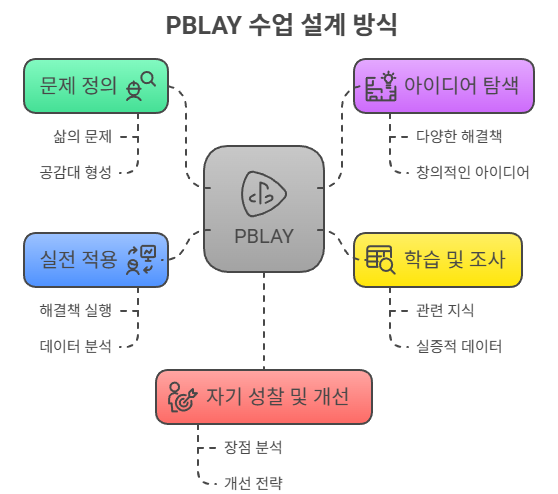 PBLAY 수업 설계 방식
문제 정의
삶의 문제
공감대 형성
아이디어 탐색
다양한 해결책
창의적인 아이디어
PBLAY
실전 적용
해결책 실행
데이터 분석
학습 및 조사
관련 지식
실증적 데이터
자기 성찰 및 개선
장점 분석
개선 전략